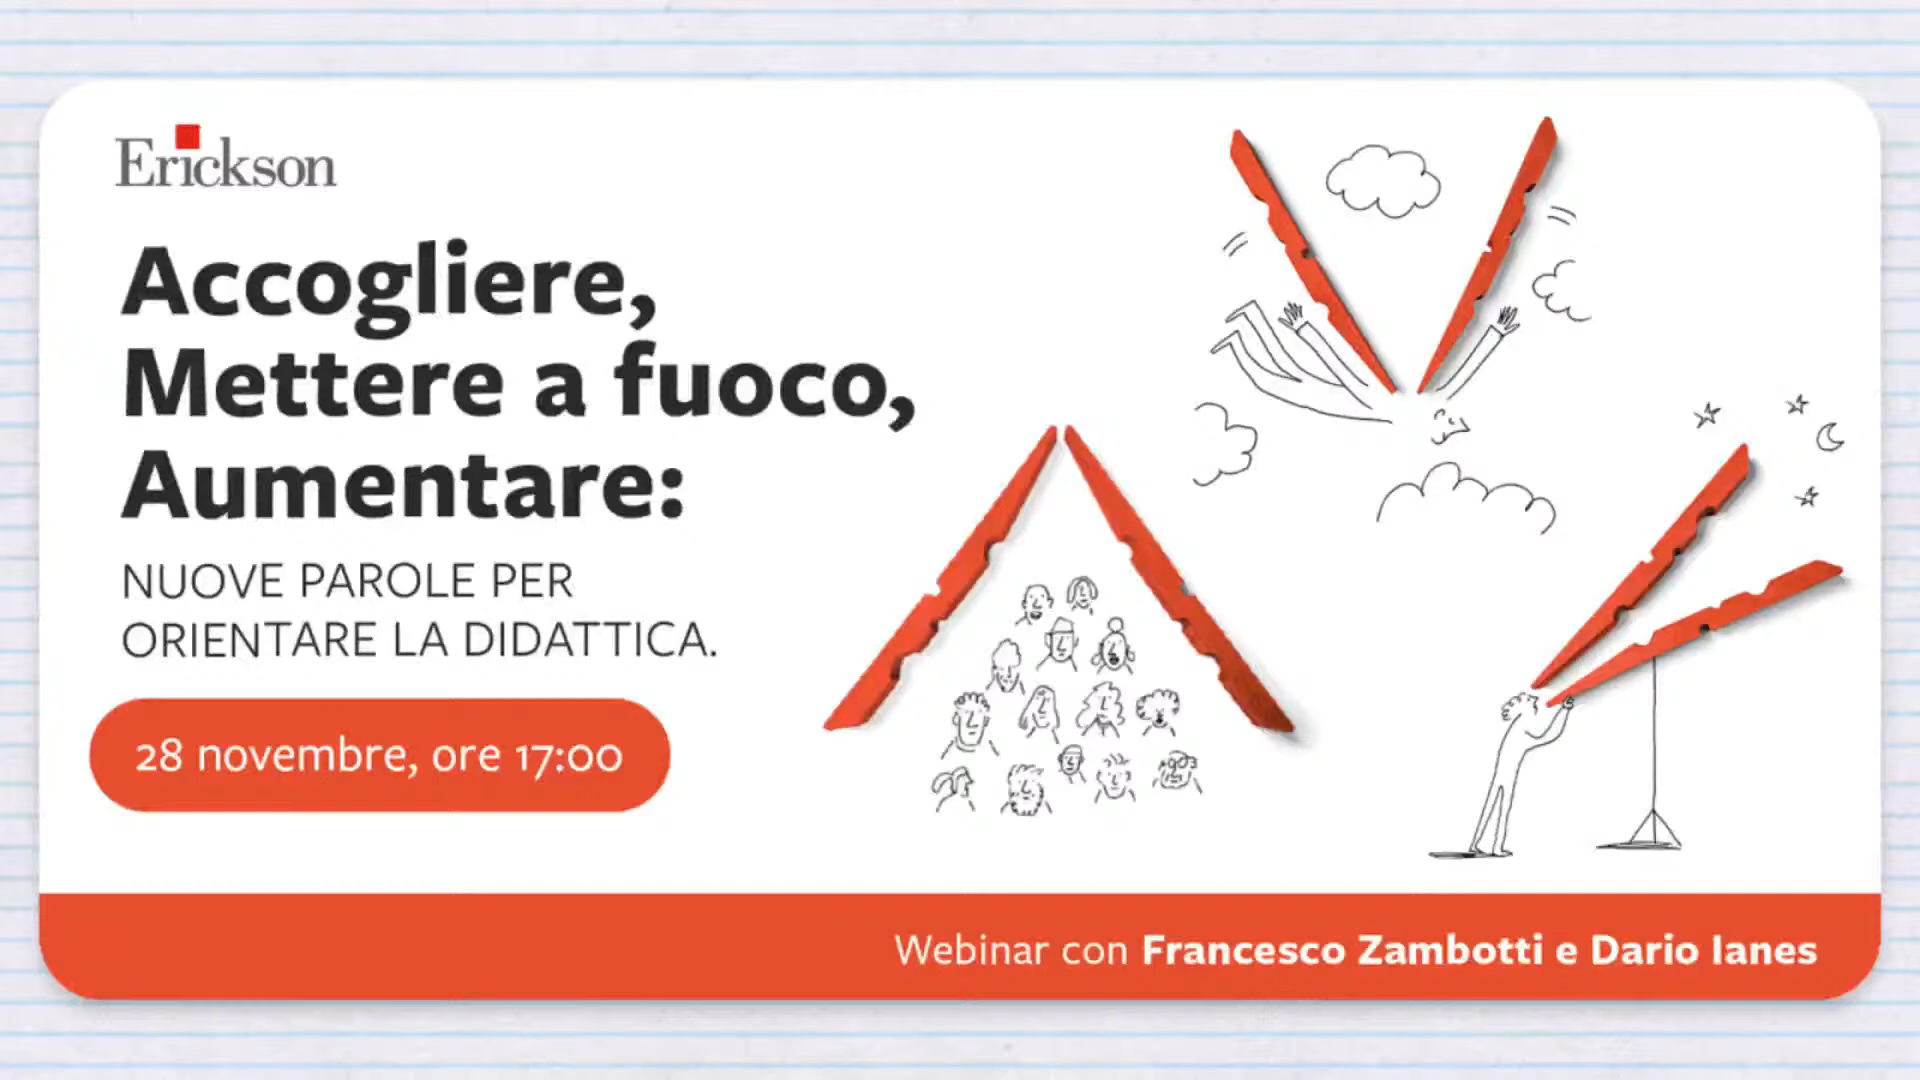 Erickson
Accogliere,
Mettere a fuoco,
Aumentare:
NUOVE PAROLE PER
ORIENTARE LA DIDATTICA.
28 novembre, ore 17:00
Webinar con Francesco Zambotti e Dario Ianes